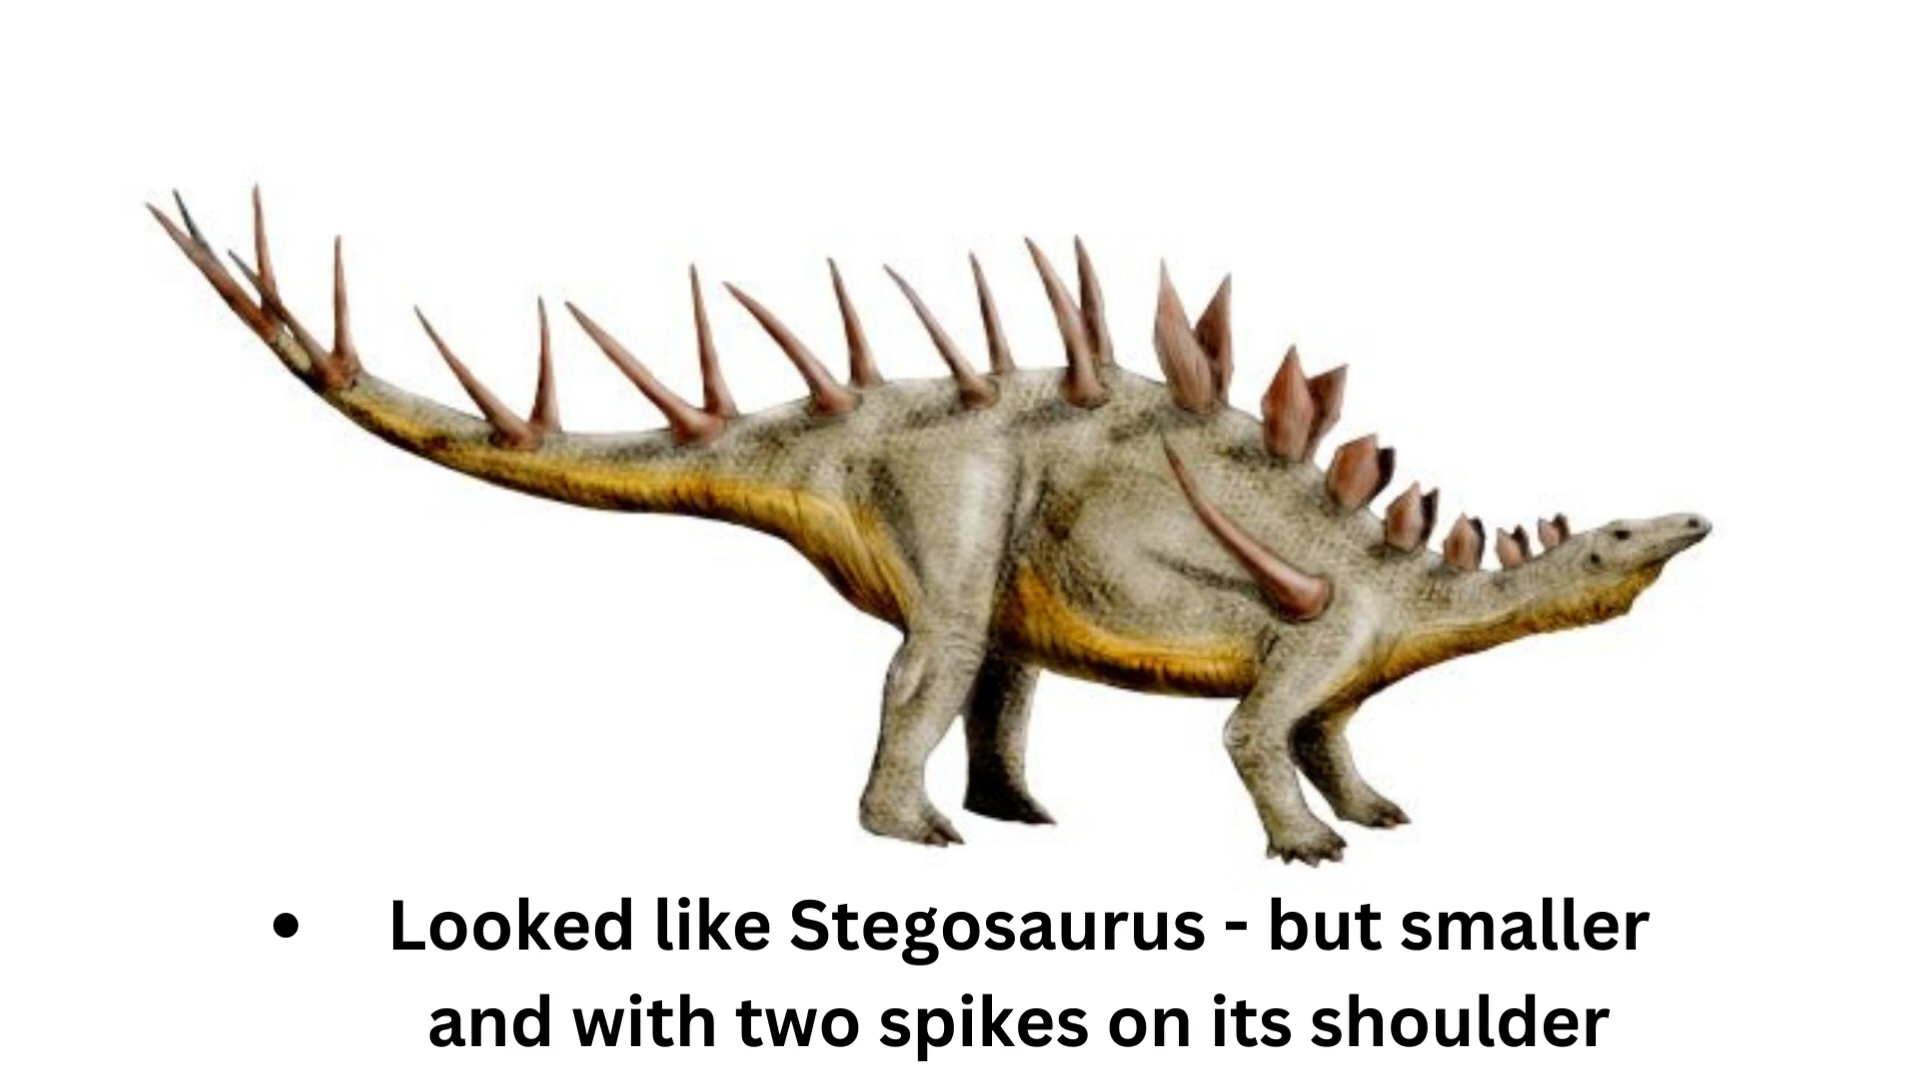 • Looked like Stegosaurus - but smaller
and with two spikes on its shoulder